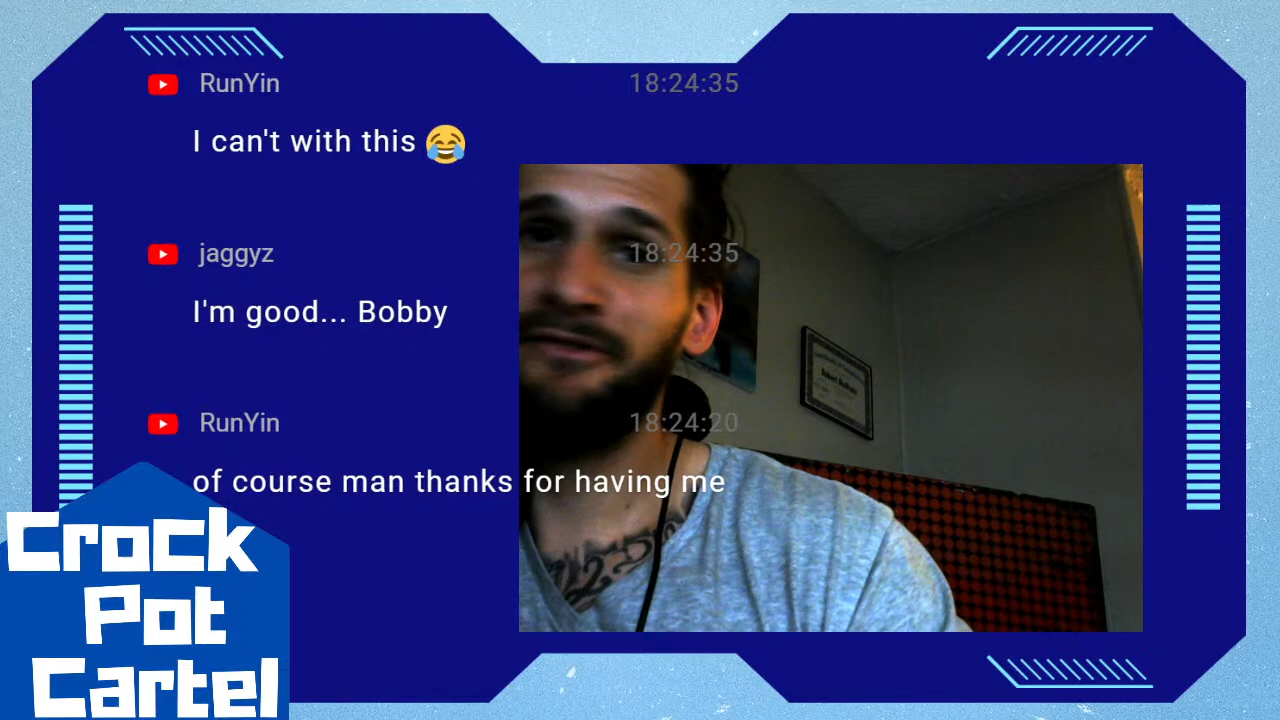 RunYin 18:24:35
I can't with this 😂
jaggyz 18:24:35
I'm good... Bobby
RunYin 18:24:20
of course man thanks for having me
Crock
Pot
Cartel